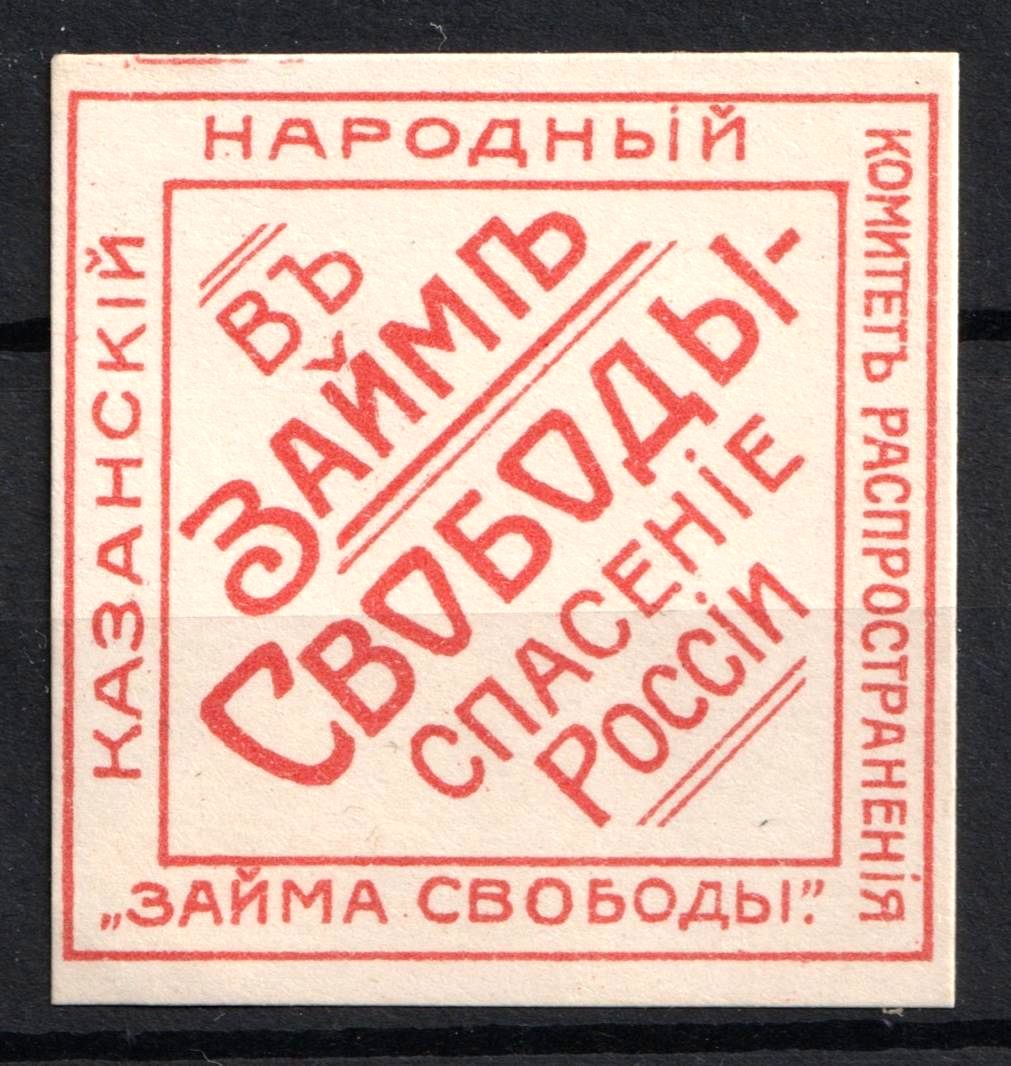 КАЗАНСКІЙ
НАРОДНЫЙ
КОМИТЕТЪ РАСПРОСТРАНЕНІЯ
„ЗАЙМА СВОБОДЫ”.
ВЪ
ЗАЙМѢ
СВОБОДЫ-
СПАСЕНІЕ
РОССІИ